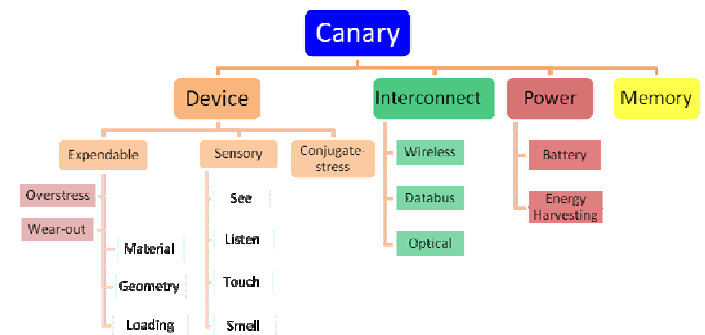 Canary
Device
Interconnect
Power
Memory
Expendable
Sensory
Conjugate-
stress
Wireless
Battery
Overstress
See
Databus
Energy
Harvesting
Wear-out
Material
Listen
Optical
Geometry
Touch
Loading
Smell